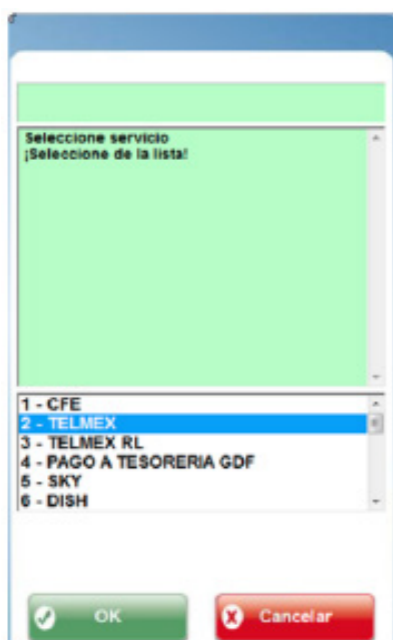 Seleccione servicio
¡Seleccione de la lista!
1 - CFE
2 - TELMEX
3 - TELMEX RL
4 - PAGO A TESORERIA GDF
5 - SKY
6 - DISH
OK
Cancelar